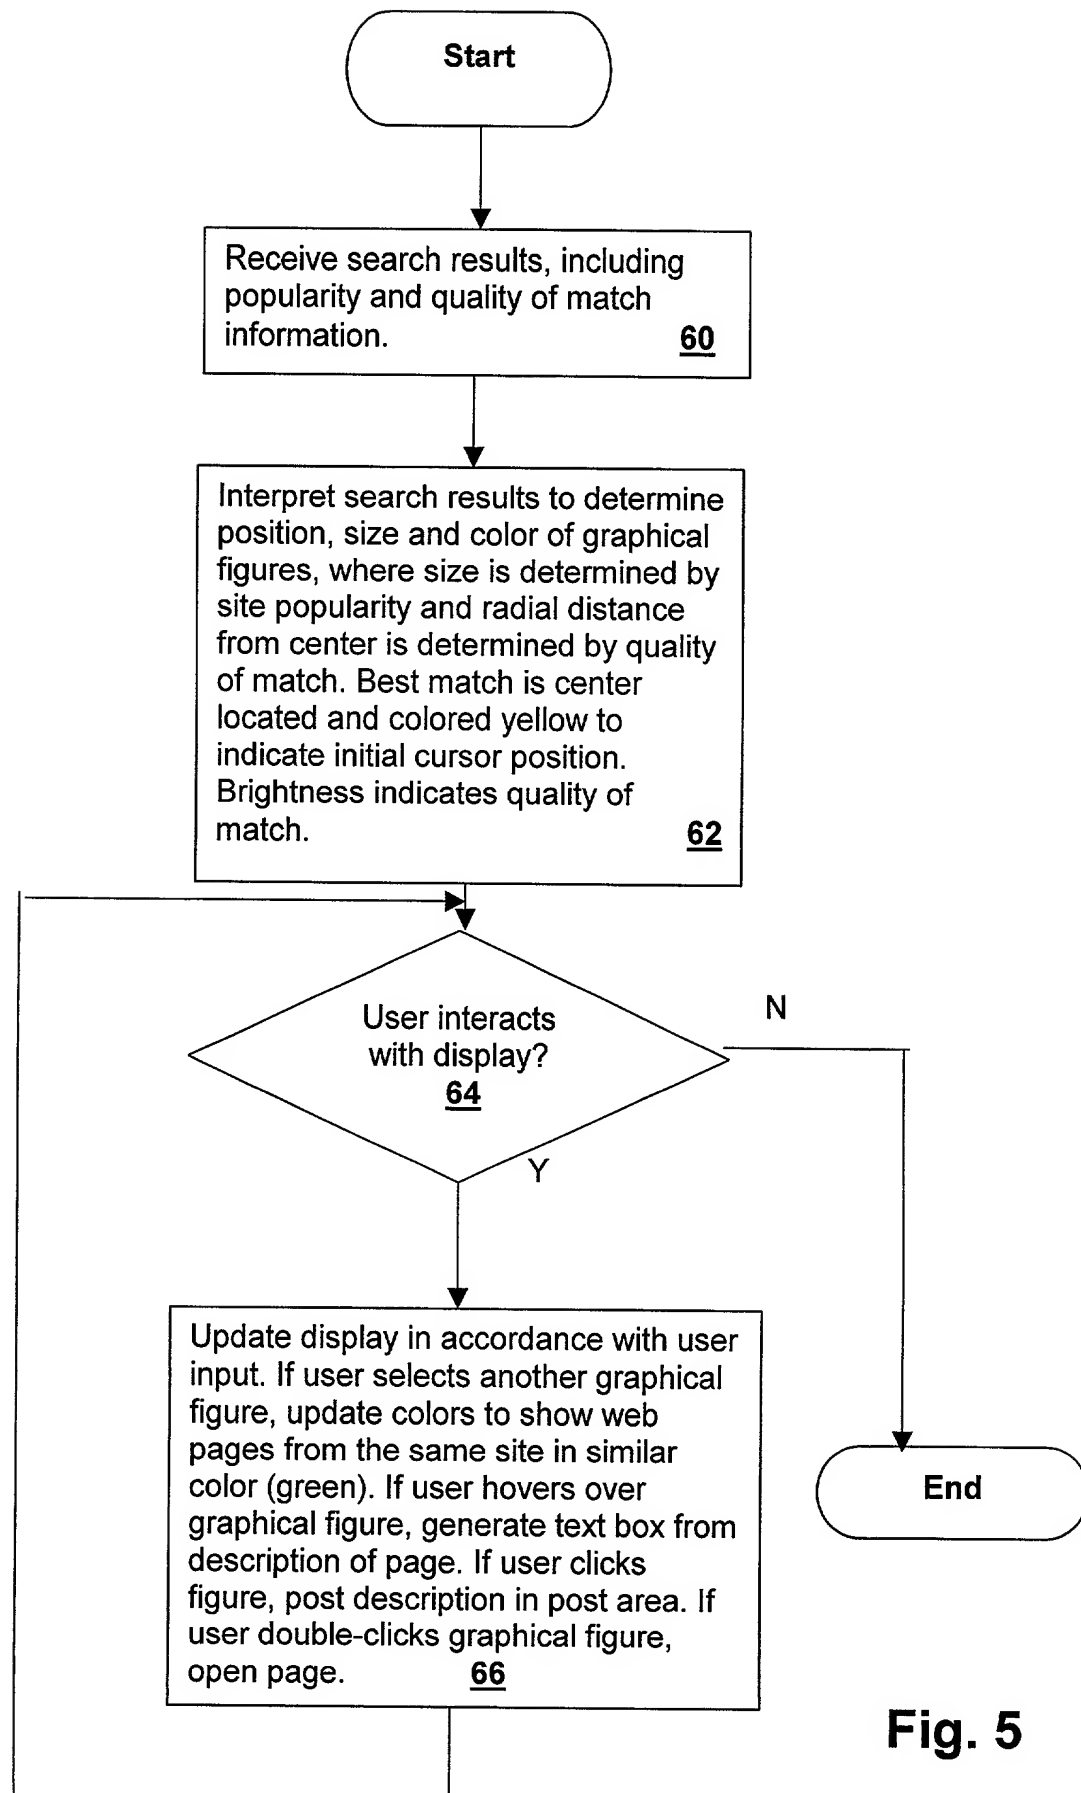 Start
Receive search results, including
popularity and quality of match
information. 60
Interpret search results to determine
position, size and color of graphical
figures, where size is determined by
site popularity and radial distance
from center is determined by quality
of match. Best match is center
located and colored yellow to
indicate initial cursor position.
Brightness indicates quality of
match. 62
User interacts
with display?
64
N
Y
Update display in accordance with user
input. If user selects another graphical
figure, update colors to show web
pages from the same site in similar
color (green). If user hovers over
graphical figure, generate text box from
description of page. If user clicks
figure, post description in post area. If
user double-clicks graphical figure,
open page. 66
End
Fig. 5